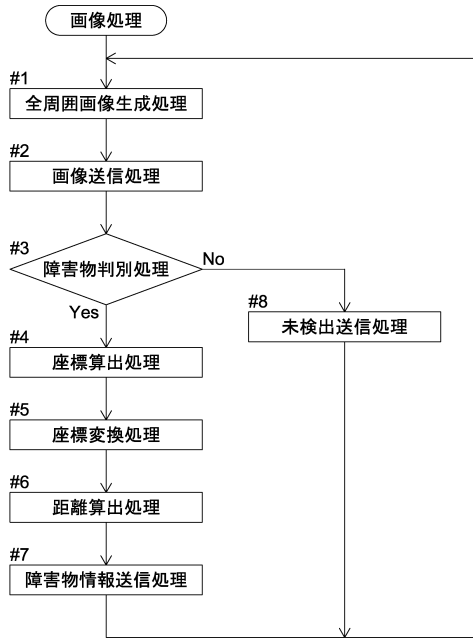 画像処理
#1
全周囲画像生成処理
#2
画像送信処理
#3
障害物判別処理
No
Yes
#8
未検出送信処理
#4
座標算出処理
#5
座標変換処理
#6
距離算出処理
#7
障害物情報送信処理